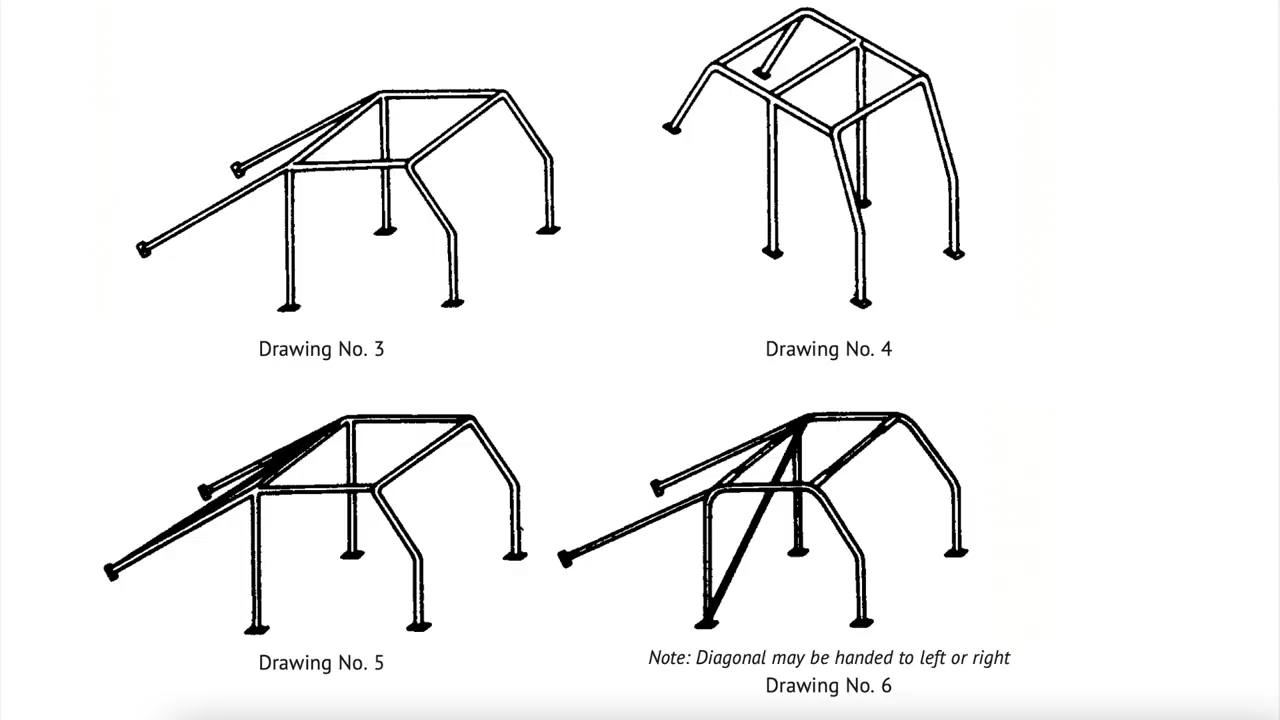 Drawing No. 3
Drawing No. 4
Drawing No. 5
Note: Diagonal may be handed to left or right
Drawing No. 6